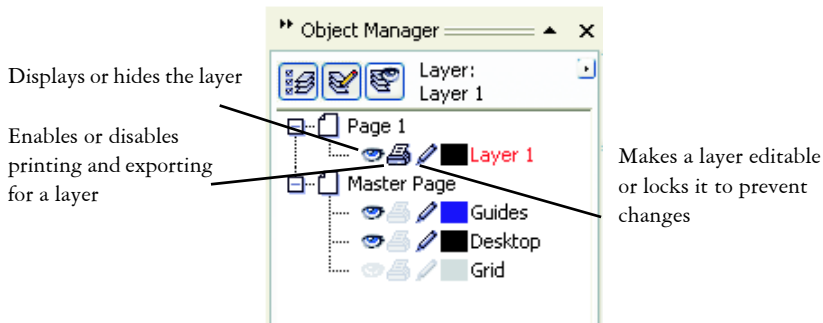 Object Manager
Displays or hides the layer
Layer:
Layer 1
Enables or disables
printing and exporting
for a layer
Page 1
Layer 1
Makes a layer editable
or locks it to prevent
changes
Master Page
Guides
Desktop
Grid